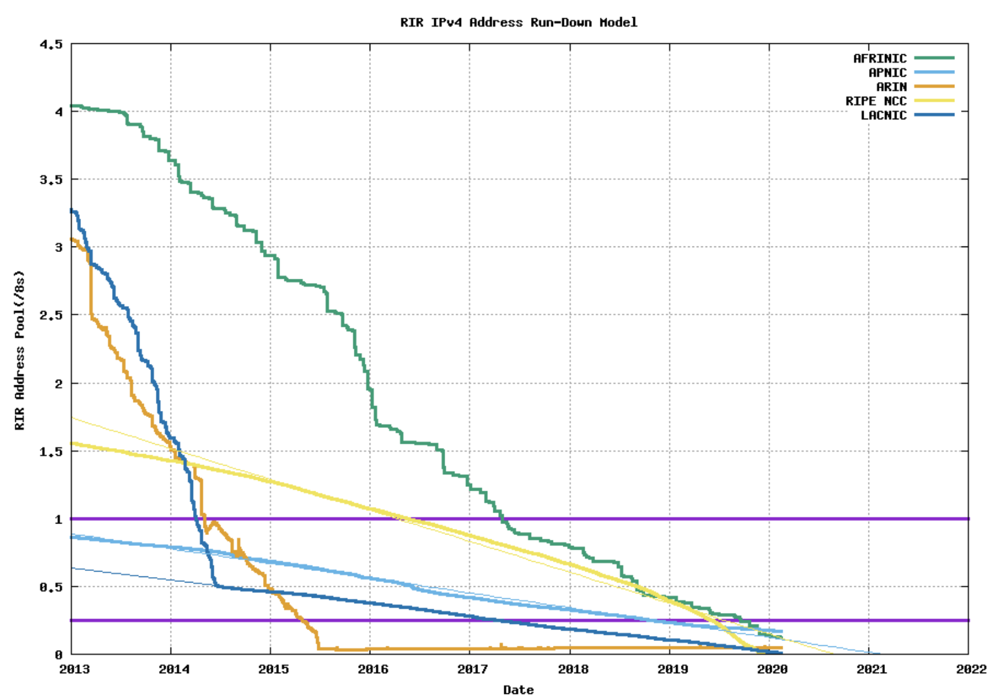 RIR IPv4 Address Run-Down Model
4.5
4
3.5
3
2.5
2
1.5
1
0.5
0
RIR Address Pool(/8s)
AFRINIC
APNIC
ARIN
RIPE NCC
LACNIC
2013 2014 2015 2016 2017 2018 2019 2020 2021 2022
Date